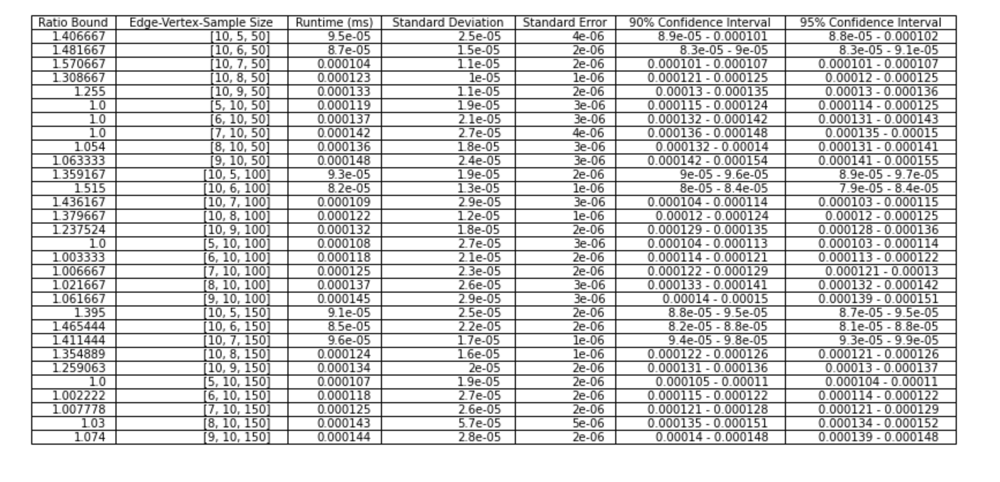 Ratio Bound Edge-Vertex-Sample Size Runtime (ms) Standard Deviation Standard Error 90% Confidence Interval 95% Confidence Interval
1.406667 [10, 5, 50] 9.5e-05 2.5e-05 4e-06 8.9e-05 - 0.000101 8.8e-05 - 0.000102
1.481667 [10, 6, 50] 8.7e-05 1.5e-05 2e-06 8.3e-05 - 9e-05 8.3e-05 - 9.1e-05
1.570667 [10, 7, 50] 0.000104 1.1e-05 2e-06 0.000101 - 0.000107 0.000101 - 0.000107
1.308667 [10, 8, 50] 0.000123 1e-05 1e-06 0.000121 - 0.000125 0.00012 - 0.000125
1.255 [10, 9, 50] 0.000133 1.1e-05 2e-06 0.00013 - 0.000135 0.00013 - 0.000136
1.0 [5, 10, 50] 0.000119 1.9e-05 3e-06 0.000115 - 0.000124 0.000114 - 0.000125
1.0 [6, 10, 50] 0.000137 2.1e-05 3e-06 0.000132 - 0.000142 0.000131 - 0.000143
1.0 [7, 10, 50] 0.000142 2.7e-05 4e-06 0.000136 - 0.000148 0.000135 - 0.00015
1.054 [8, 10, 50] 0.000136 1.8e-05 3e-06 0.000132 - 0.00014 0.000131 - 0.000141
1.063333 [9, 10, 50] 0.000148 2.4e-05 3e-06 0.000142 - 0.000154 0.000141 - 0.000155
1.359167 [10, 5, 100] 9.3e-05 1.9e-05 2e-06 9e-05 - 9.6e-05 8.9e-05 - 9.7e-05
1.515 [10, 6, 100] 8.2e-05 1.3e-05 1e-06 8e-05 - 8.4e-05 7.9e-05 - 8.4e-05
1.436167 [10, 7, 100] 0.000109 2.9e-05 3e-06 0.000104 - 0.000114 0.000103 - 0.000115
1.379667 [10, 8, 100] 0.000122 1.2e-05 1e-06 0.00012 - 0.000124 0.00012 - 0.000125
1.237524 [10, 9, 100] 0.000132 1.8e-05 2e-06 0.000129 - 0.000135 0.000128 - 0.000136
1.0 [5, 10, 100] 0.000108 2.7e-05 3e-06 0.000104 - 0.000113 0.000103 - 0.000114
1.003333 [6, 10, 100] 0.000118 2.1e-05 2e-06 0.000114 - 0.000121 0.000113 - 0.000122
1.006667 [7, 10, 100] 0.000125 2.3e-05 2e-06 0.000122 - 0.000129 0.000121 - 0.00013
1.021667 [8, 10, 100] 0.000137 2.6e-05 3e-06 0.000133 - 0.000141 0.000132 - 0.000142
1.061667 [9, 10, 100] 0.000145 2.9e-05 3e-06 0.00014 - 0.00015 0.000139 - 0.000151
1.395 [10, 5, 150] 9.1e-05 2.5e-05 2e-06 8.8e-05 - 9.5e-05 8.7e-05 - 9.5e-05
1.465444 [10, 6, 150] 8.5e-05 2.2e-05 2e-06 8.2e-05 - 8.8e-05 8.1e-05 - 8.8e-05
1.411444 [10, 7, 150] 9.6e-05 1.7e-05 1e-06 9.4e-05 - 9.8e-05 9.3e-05 - 9.9e-05
1.354889 [10, 8, 150] 0.000124 1.6e-05 1e-06 0.000122 - 0.000126 0.000121 - 0.000126
1.259063 [10, 9, 150] 0.000134 2e-05 2e-06 0.000131 - 0.000136 0.00013 - 0.000137
1.0 [5, 10, 150] 0.000107 1.9e-05 2e-06 0.000105 - 0.00011 0.000104 - 0.00011
1.002222 [6, 10, 150] 0.000118 2.7e-05 2e-06 0.000115 - 0.000122 0.000114 - 0.000122
1.007778 [7, 10, 150] 0.000125 2.6e-05 2e-06 0.000121 - 0.000128 0.000121 - 0.000129
1.03 [8, 10, 150] 0.000143 5.7e-05 5e-06 0.000135 - 0.000151 0.000134 - 0.000152
1.074 [9, 10, 150] 0.000144 2.8e-05 2e-06 0.00014 - 0.000148 0.000139 - 0.000148